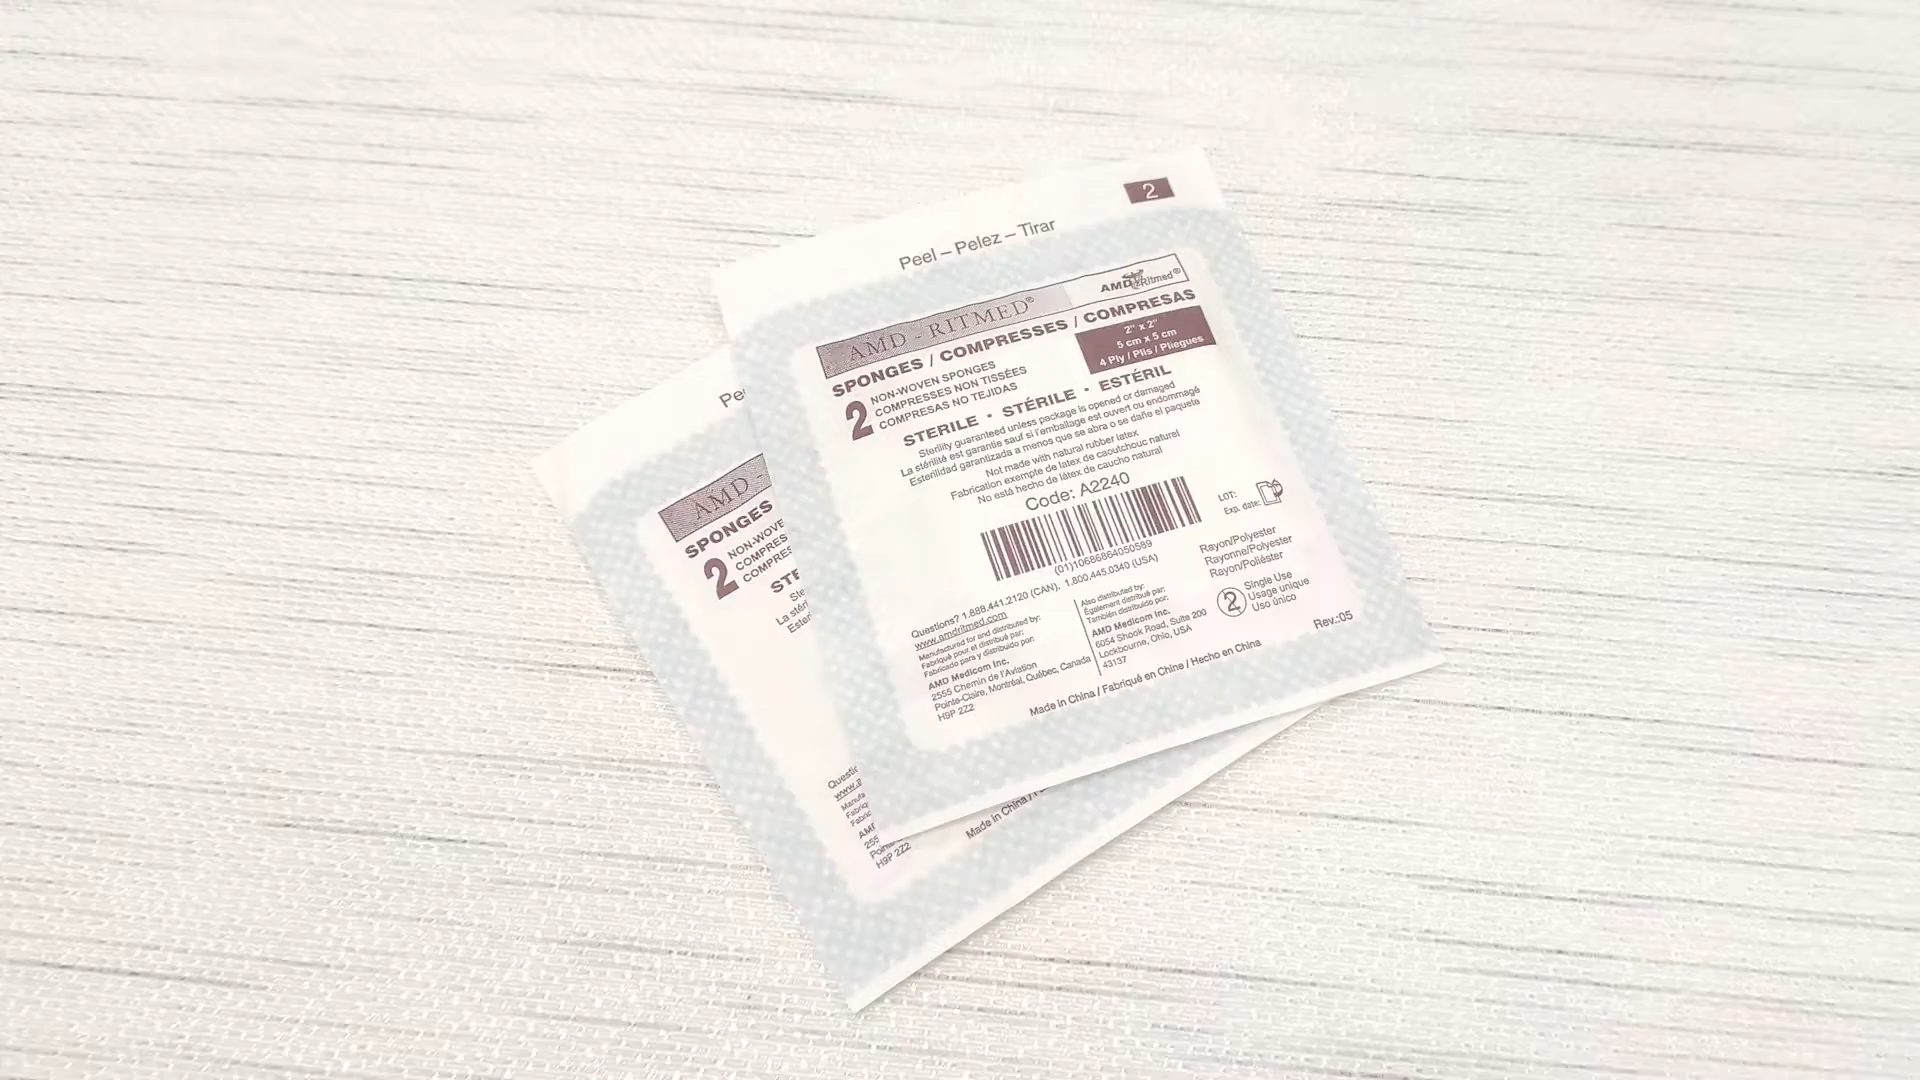 2
Peel – Pelez – Tirar
AMD - RITMED®
AMD Ritmed®
SPONGES / COMPRESSES / COMPRESAS
2
NON-WOVEN SPONGES
COMPRESSES NON TISSÉES
COMPRESAS NO TEJIDAS
2" x 2"
5 cm x 5 cm
4 Ply / Plis / Pliegues
STERILE • STÉRILE • ESTÉRIL
Sterility guaranteed unless package is opened or damaged
La stérilité est garantie sauf si l'emballage est ouvert ou endommagé
Esterilidad garantizada a menos que se abra o se dañe el paquete
Not made with natural rubber latex
Fabrication exempte de latex de caoutchouc naturel
No está hecho de látex de caucho natural
Code: A2240
(01)10686864050589
LOT:
Exp. date:
Rayon/Polyester
Rayonne/Polyester
Rayon/Poliéster
2
Single Use
Usage unique
Uso único
Questions? 1.888.441.2120 (CAN), 1.800.445.0340 (USA)
www.amdritmed.com
Manufactured for and distributed by:
Fabriqué pour et distribué par:
Fabricado para y distribuido por:
AMD Medicom Inc.
2555 Chemin de l'Aviation
Pointe-Claire, Montréal, Québec, Canada
H9P 2Z2
Also distributed by:
Également distribué par:
También distribuido por:
AMD Medicom Inc.
6054 Shook Road, Suite 200
Lockbourne, Ohio, USA
43137
Made in China / Fabriqué en Chine / Hecho en China
Rev.:05
AMD -
SPONGES
2
NON-WOVE
COMPRES
COMPRES
STE
Ste
La stéri
Ester
H9P 2Z2
Made in China /